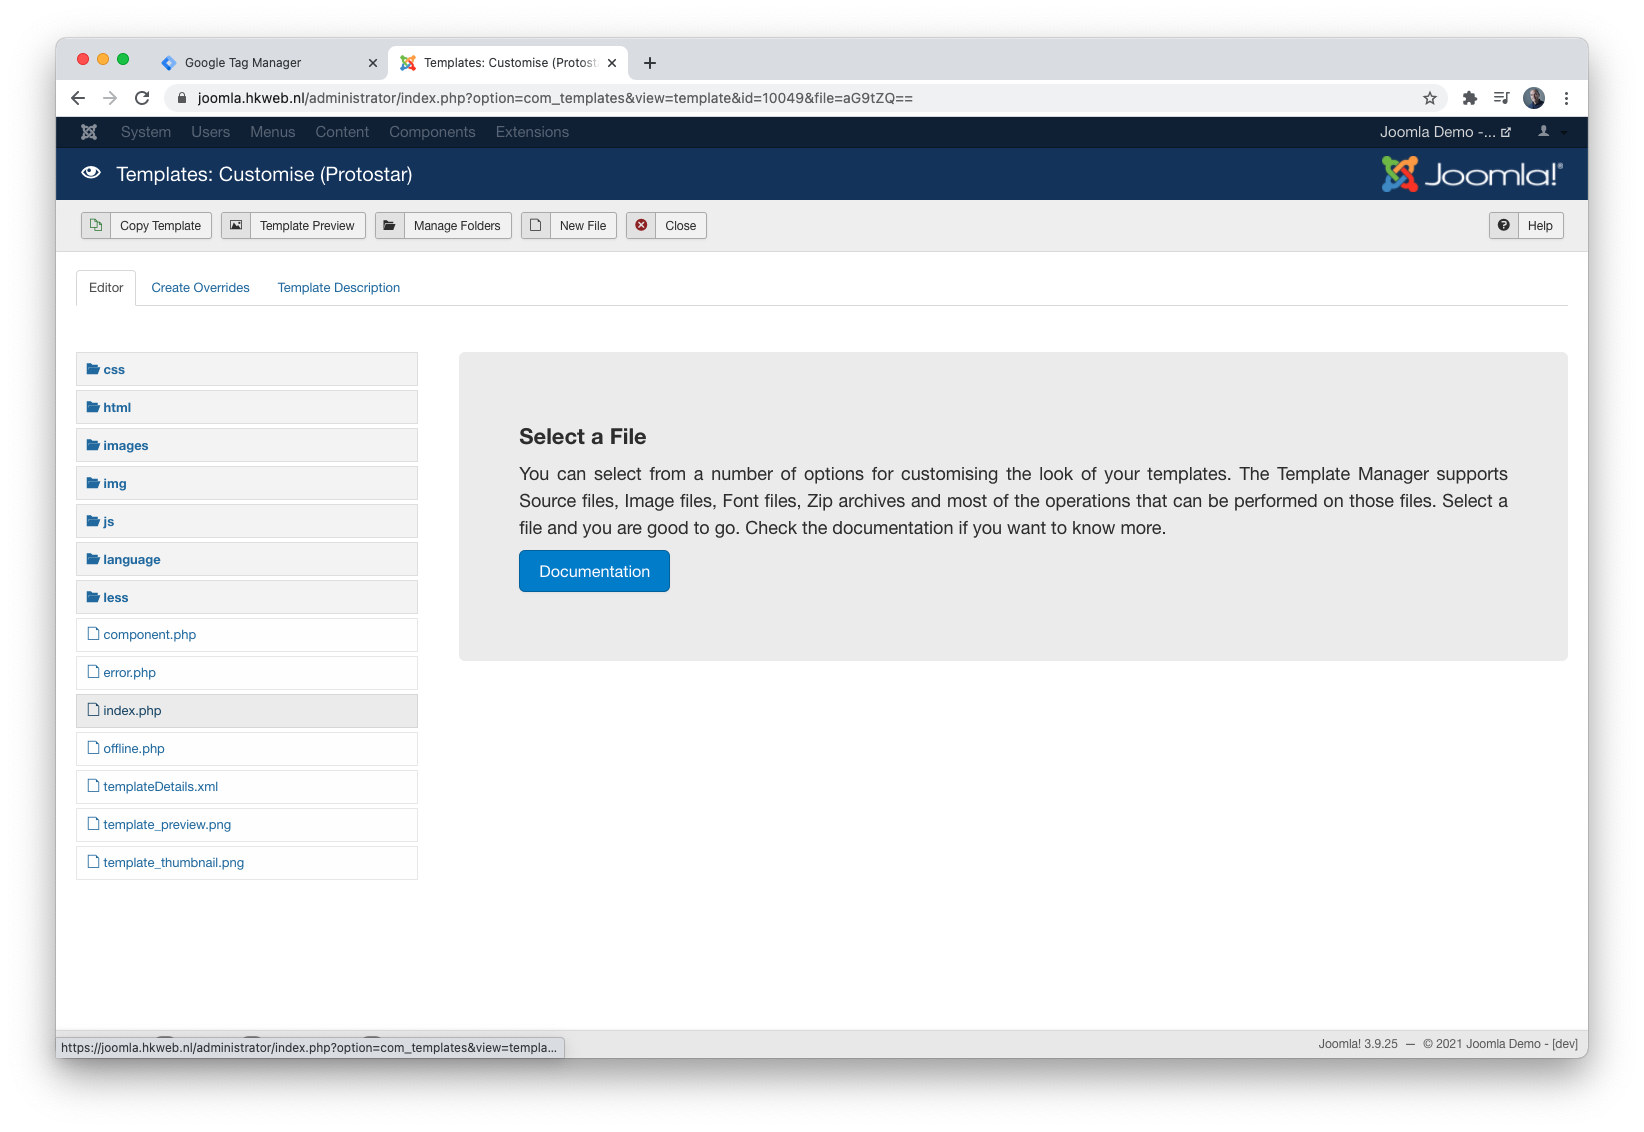 Google Tag Manager
Templates: Customise (Protost
joomla.hkweb.nl/administrator/index.php?option=com_templates&view=template&id=10049&file=aG9tZQ==
System Users Menus Content Components Extensions Joomla Demo -...
Templates: Customise (Protostar) Joomla!®
Copy Template Template Preview Manage Folders New File Close Help
Editor Create Overrides Template Description
css
html
images
img
js
language
less
component.php
error.php
index.php
offline.php
templateDetails.xml
template_preview.png
template_thumbnail.png
Select a File
You can select from a number of options for customising the look of your templates. The Template Manager supports
Source files, Image files, Font files, Zip archives and most of the operations that can be performed on those files. Select a
file and you are good to go. Check the documentation if you want to know more.
Documentation
https://joomla.hkweb.nl/administrator/index.php?option=com_templates&view=templa...
Joomla! 3.9.25 — © 2021 Joomla Demo - [dev]